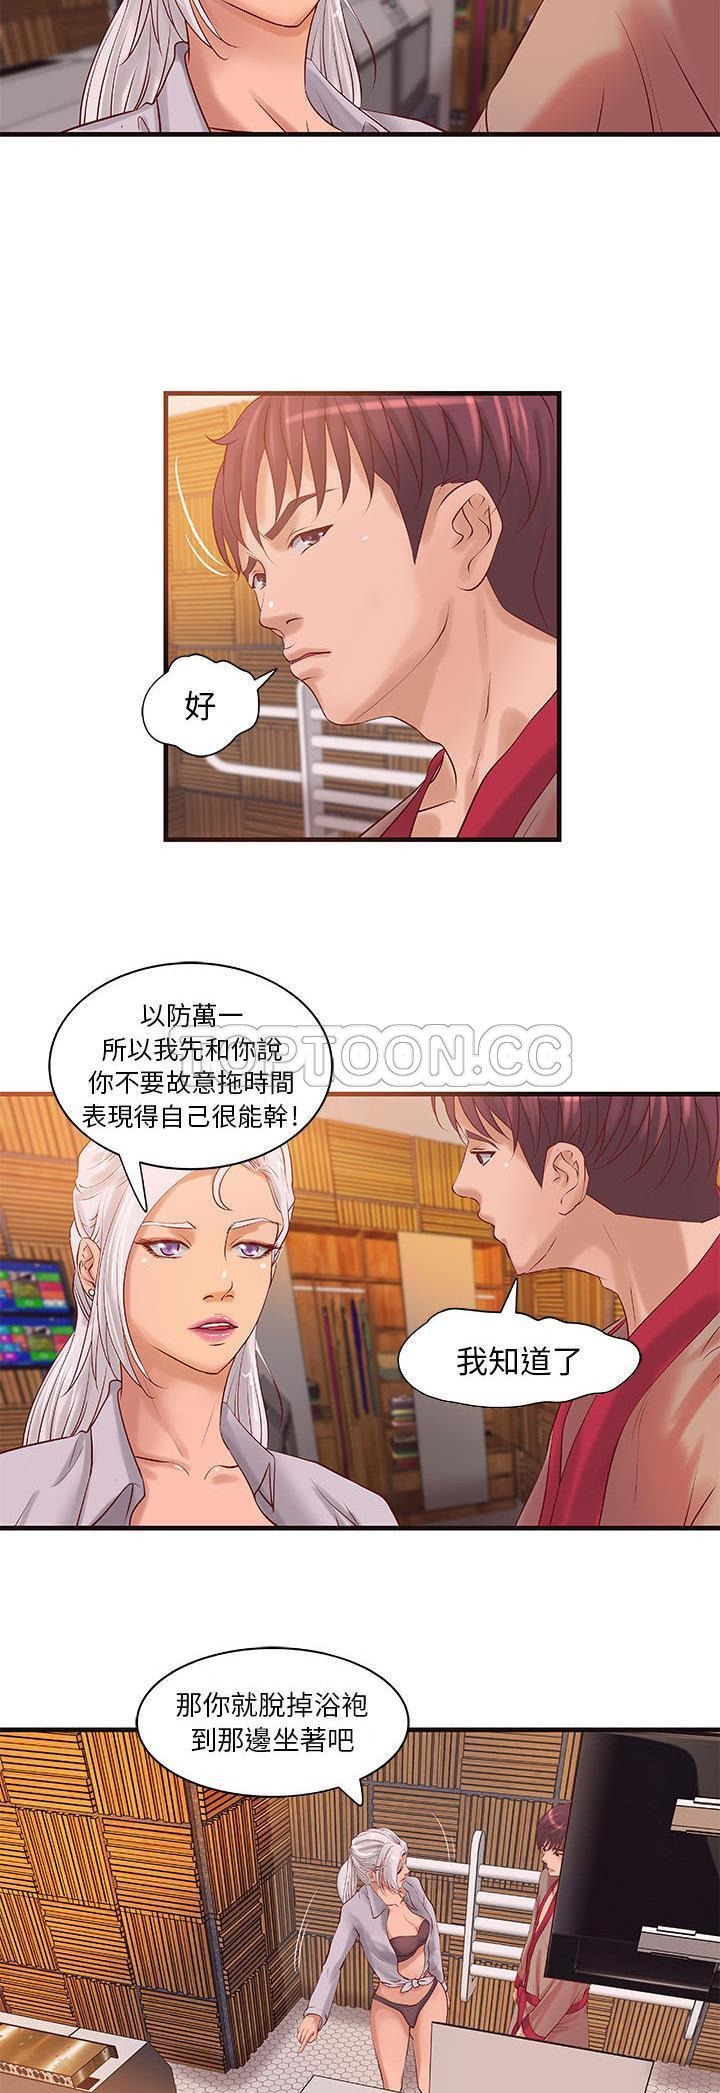 好
以防萬一
所以我先和你說
你不要故意拖時間
表現得自己很能幹!
TOPTOON.CC
我知道了
那你就脫掉浴袍
到那邊坐著吧